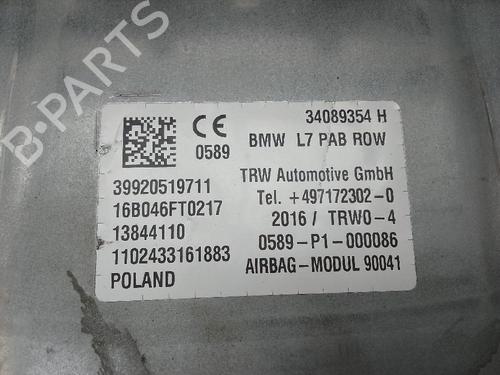 34089354 H
CE
0589
BMW L7 PAB ROW
39920519711
TRW Automotive GmbH
16B046FT0217
Tel. +497172302-0
13844110
2016 / TRW0-4
1102433161883
0589-P1-000086
POLAND
AIRBAG-MODUL 90041
B-PARTS